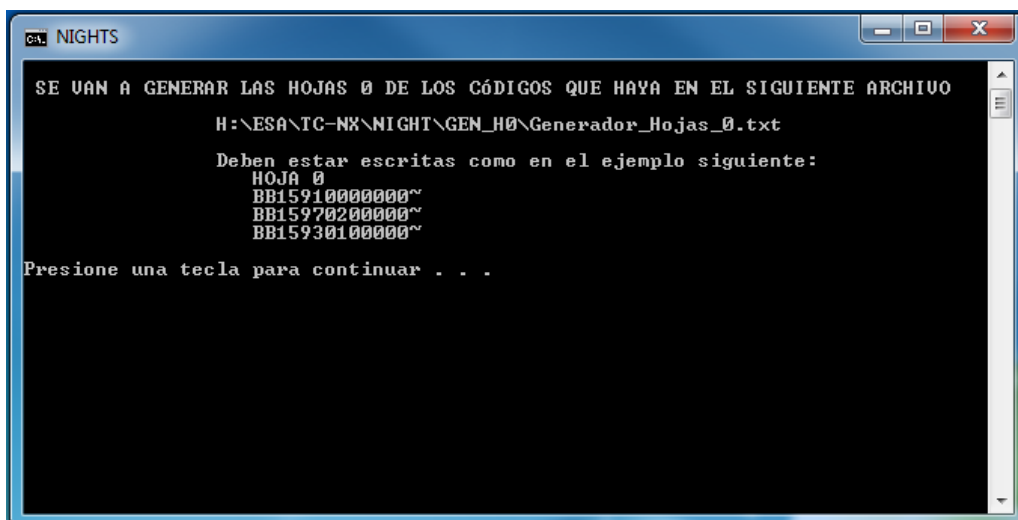 NIGHTS
SE VAN A GENERAR LAS HOJAS 0 DE LOS CóDIGOS QUE HAYA EN EL SIGUIENTE ARCHIVO
H:\ESA\TC-NX\NIGHT\GEN_H0\Generador_Hojas_0.txt
Deben estar escritas como en el ejemplo siguiente:
HOJA 0
BB15910000000~
BB15970200000~
BB15930100000~
Presione una tecla para continuar . . .